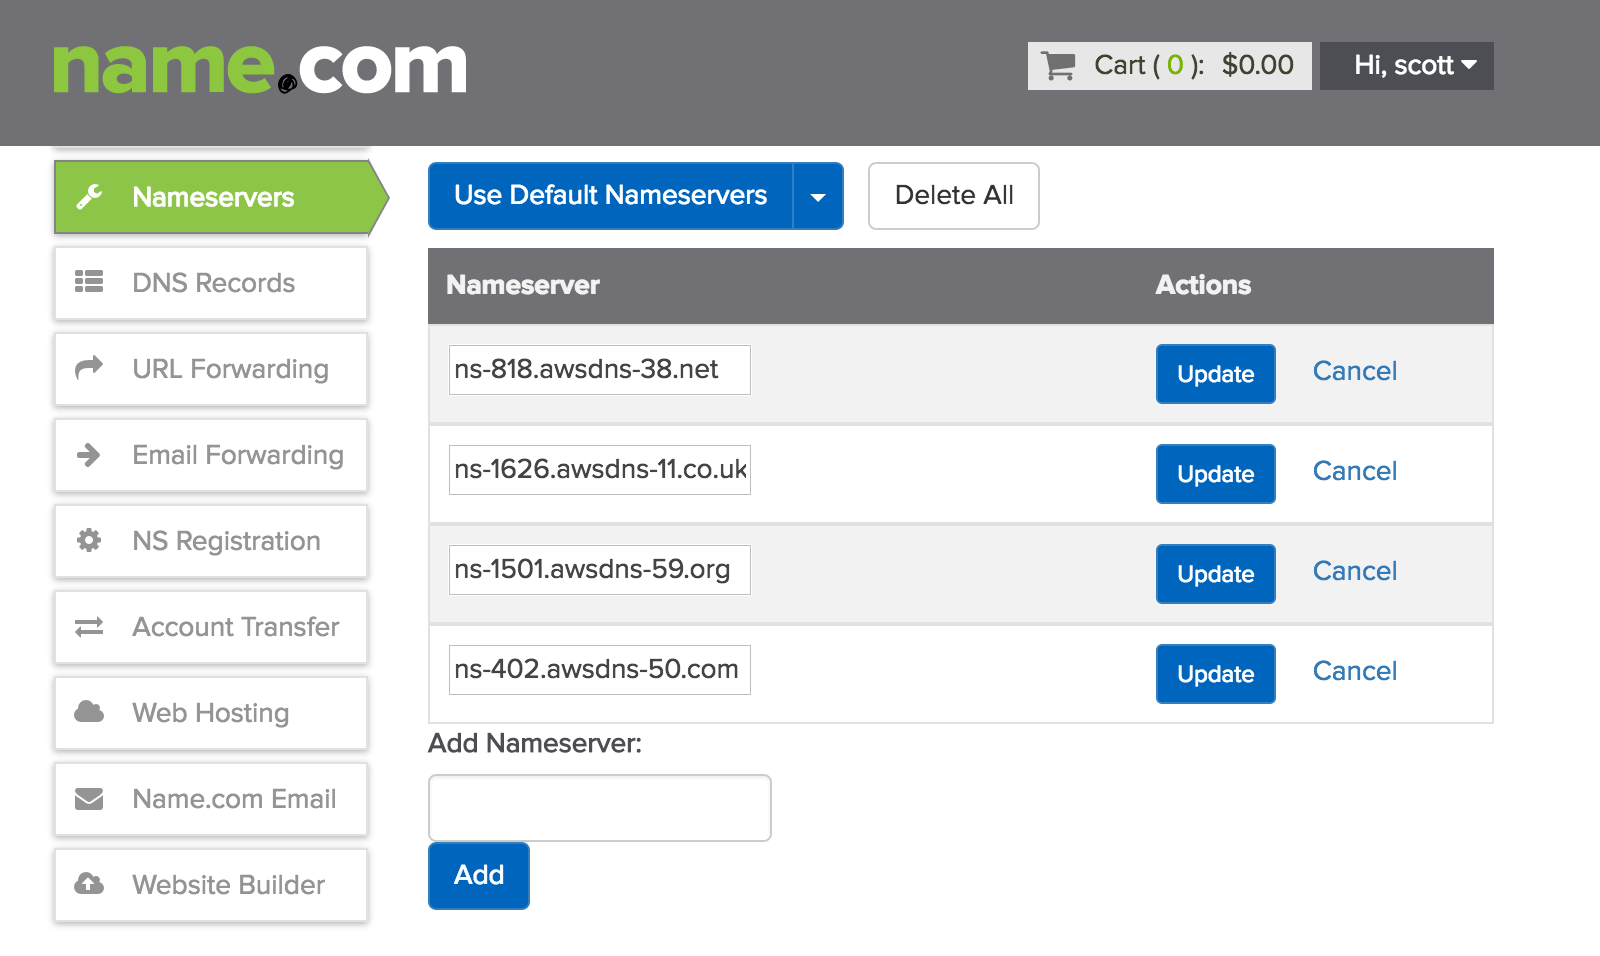 name.com
Cart ( 0 ): $0.00
Hi, scott
Nameservers
DNS Records
URL Forwarding
Email Forwarding
NS Registration
Account Transfer
Web Hosting
Name.com Email
Website Builder
Use Default Nameservers
Delete All
Nameserver Actions
ns-818.awsdns-38.net Update Cancel
ns-1626.awsdns-11.co.uk Update Cancel
ns-1501.awsdns-59.org Update Cancel
ns-402.awsdns-50.com Update Cancel
Add Nameserver:
Add